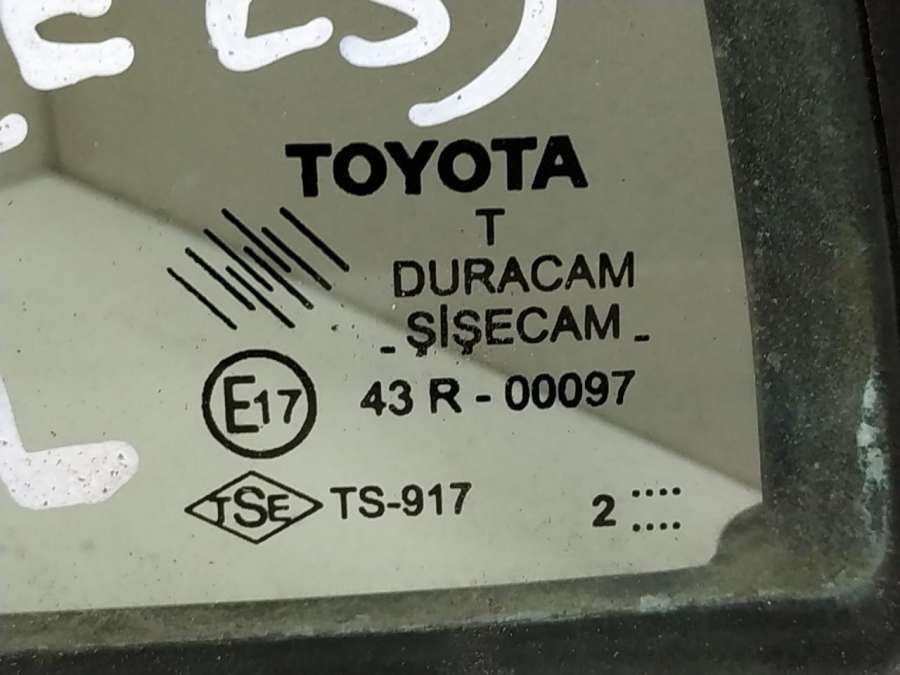 TOYOTA
T
DURACAM
- ŞİŞECAM -
E17 43 R - 00097
TSE TS-917 2